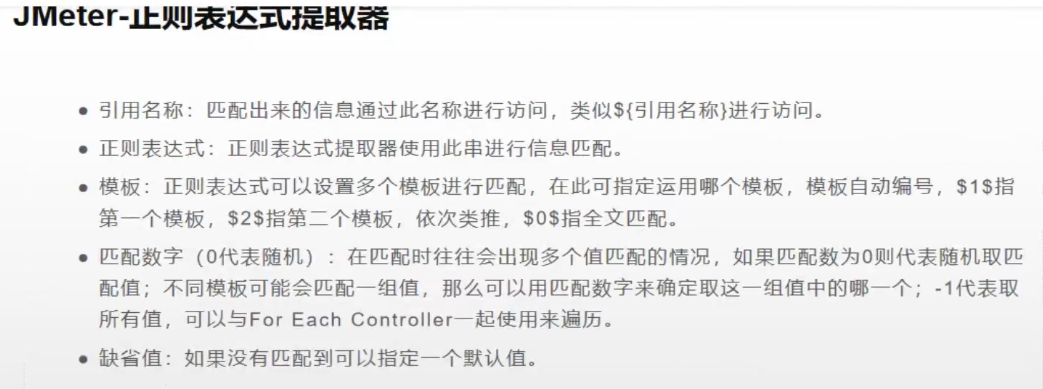 JMeter-正则表达式提取器
● 引用名称：匹配出来的信息通过此名称进行访问，类似${引用名称}进行访问。
● 正则表达式：正则表达式提取器使用此串进行信息匹配。
● 模板：正则表达式可以设置多个模板进行匹配，在此可指定运用哪个模板，模板自动编号，$1$指
第一个模板，$2$指第二个模板，依次类推，$0$指全文匹配。
● 匹配数字（0代表随机）：在匹配时往往会出现多个值匹配的情况，如果匹配数为0则代表随机取匹
配值；不同模板可能会匹配一组值，那么可以用匹配数字来确定取这一组值中的哪一个；-1代表取
所有值，可以与For Each Controller一起使用来遍历。
● 缺省值：如果没有匹配到可以指定一个默认值。